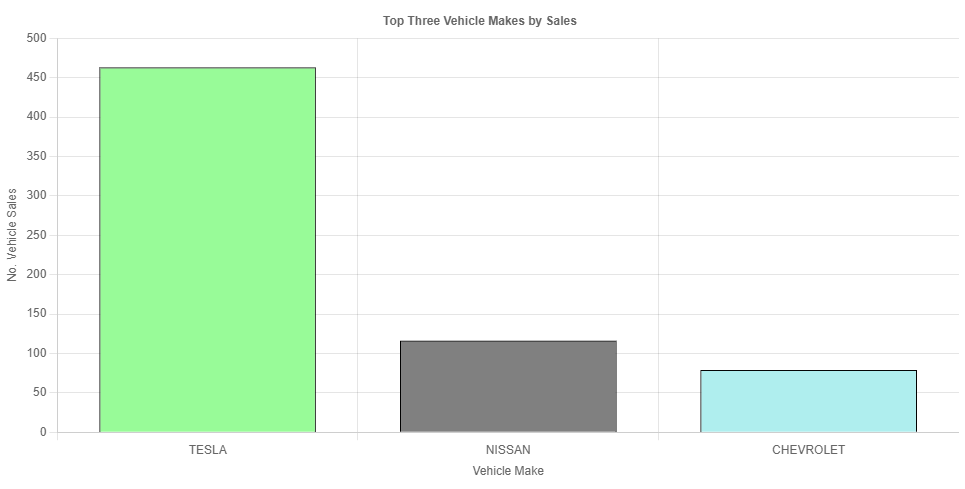 Top Three Vehicle Makes by Sales
No. Vehicle Sales
500
450
400
350
300
250
200
150
100
50
0
TESLA NISSAN CHEVROLET
Vehicle Make